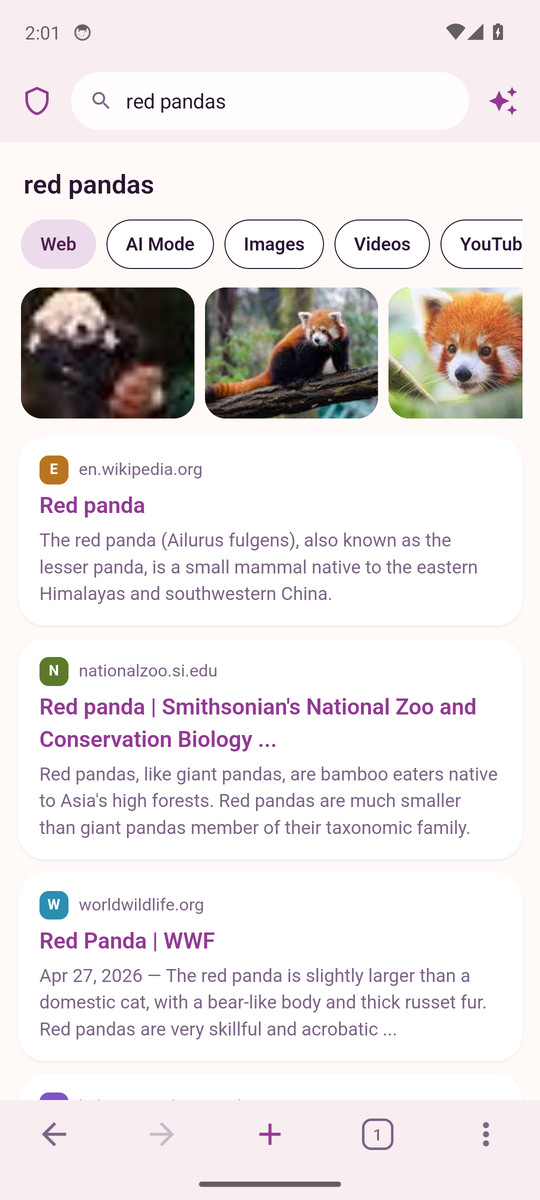 2:01
red pandas
red pandas
Web
AI Mode
Images
Videos
YouTub
E
en.wikipedia.org
Red panda
The red panda (Ailurus fulgens), also known as the
lesser panda, is a small mammal native to the eastern
Himalayas and southwestern China.
N
nationalzoo.si.edu
Red panda | Smithsonian's National Zoo and
Conservation Biology ...
Red pandas, like giant pandas, are bamboo eaters native
to Asia's high forests. Red pandas are much smaller
than giant pandas member of their taxonomic family.
W
worldwildlife.org
Red Panda | WWF
Apr 27, 2026 — The red panda is slightly larger than a
domestic cat, with a bear-like body and thick russet fur.
Red pandas are very skillful and acrobatic ...
1